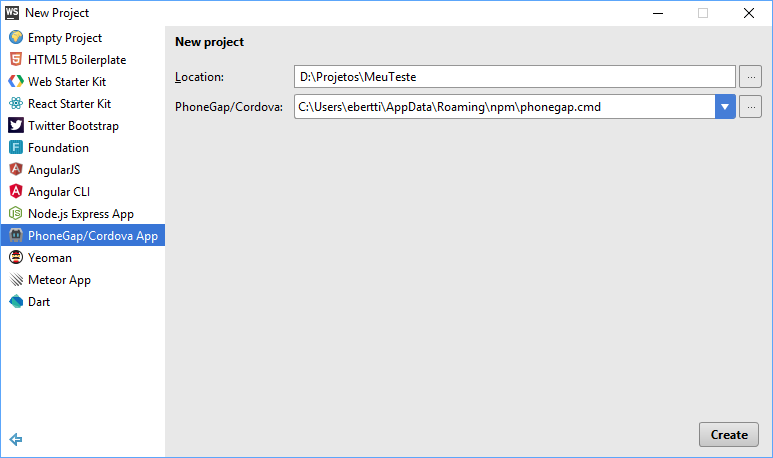 WS New Project
Empty Project
HTML5 Boilerplate
Web Starter Kit
React Starter Kit
Twitter Bootstrap
Foundation
AngularJS
Angular CLI
Node.js Express App
PhoneGap/Cordova App
Yeoman
Meteor App
Dart
New project
Location: D:\Projetos\MeuTeste ...
PhoneGap/Cordova: C:\Users\ebertti\AppData\Roaming\npm\phonegap.cmd ...
Create